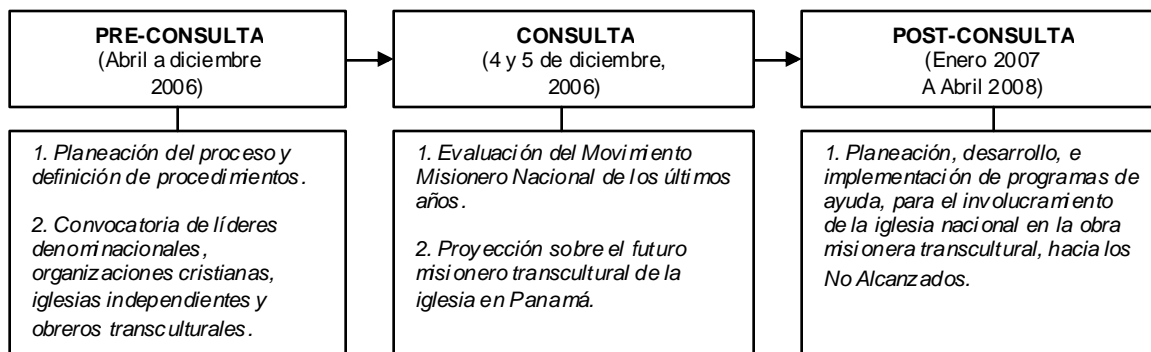 PRE-CONSULTA
(Abril a diciembre
2006)
1. Planeación del proceso y
definición de procedimientos.
2. Convocatoria de líderes
denominacionales,
organizaciones cristianas,
iglesias independientes y
obreros transculturales.
CONSULTA
(4 y 5 de diciembre,
2006)
1. Evaluación del Movimiento
Misionero Nacional de los últimos
años.
2. Proyección sobre el futuro
misionero transcultural de la
iglesia en Panamá.
POST-CONSULTA
(Enero 2007
A Abril 2008)
1. Planeación, desarrollo, e
implementación de programas de
ayuda, para el involucramiento
de la iglesia nacional en la obra
misionera transcultural, hacia los
No Alcanzados.